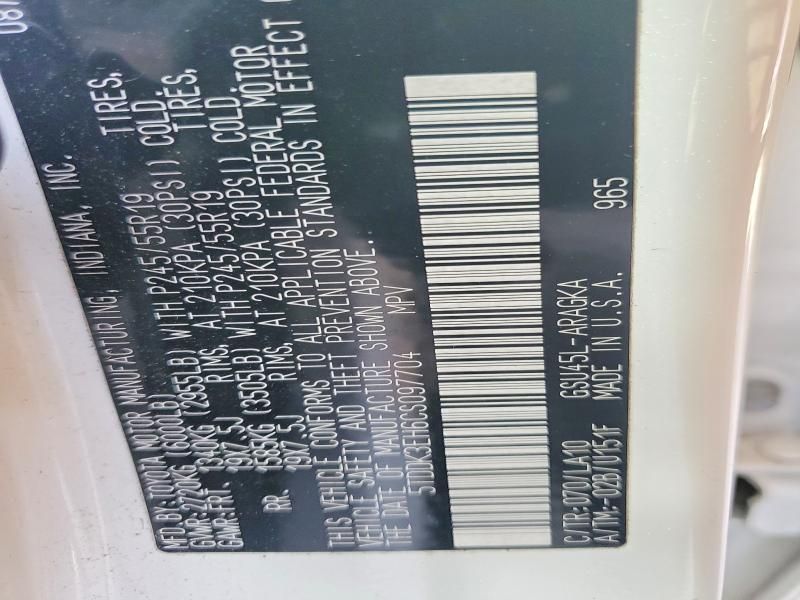 087
TOYOTA MOTOR MANUFACTURING, INDIANA, INC.
GVWR:2720KG (6000LB)
GAWR:FRT. 1340KG (2955LB) WITH P245/55R19 TIRES,
19X7.5J RIMS, AT 210KPA (30PSI) COLD.
RR. 1585KG (3505LB) WITH P245/55R19 TIRES,
19X7.5J RIMS, AT 210KPA (30PSI) COLD.
THIS VEHICLE CONFORMS TO ALL APPLICABLE FEDERAL MOTOR
VEHICLE SAFETY AND THEFT PREVENTION STANDARDS IN EFFECT
THE DATE OF MANUFACTURE SHOWN ABOVE.
5TDDK3EH6CS097704 MPV
C/TR:070/LA10 GSU45L-ARAGKA
A/TM:-02B/U151F MADE IN U.S.A. 965